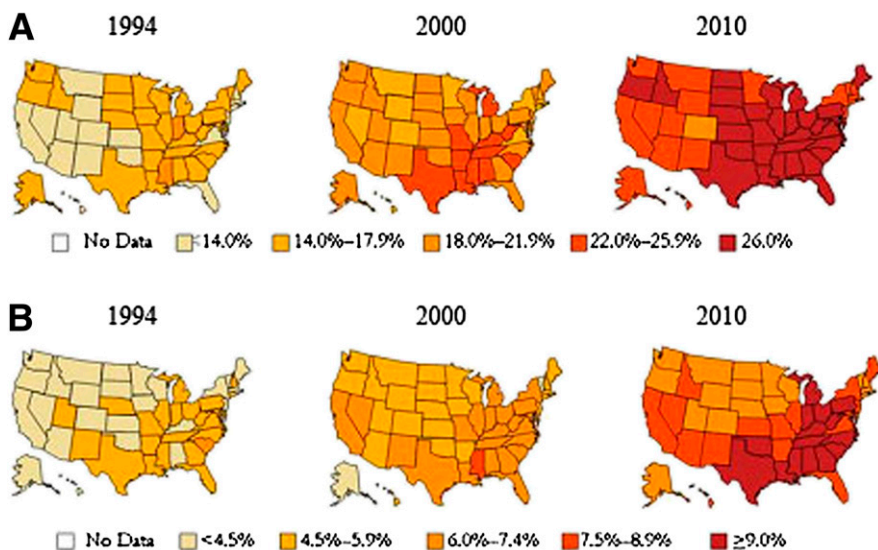 A
1994 2000 2010
No Data <14.0% 14.0%–17.9% 18.0%–21.9% 22.0%–25.9% 26.0%
B
1994 2000 2010
No Data <4.5% 4.5%–5.9% 6.0%–7.4% 7.5%–8.9% ≥9.0%